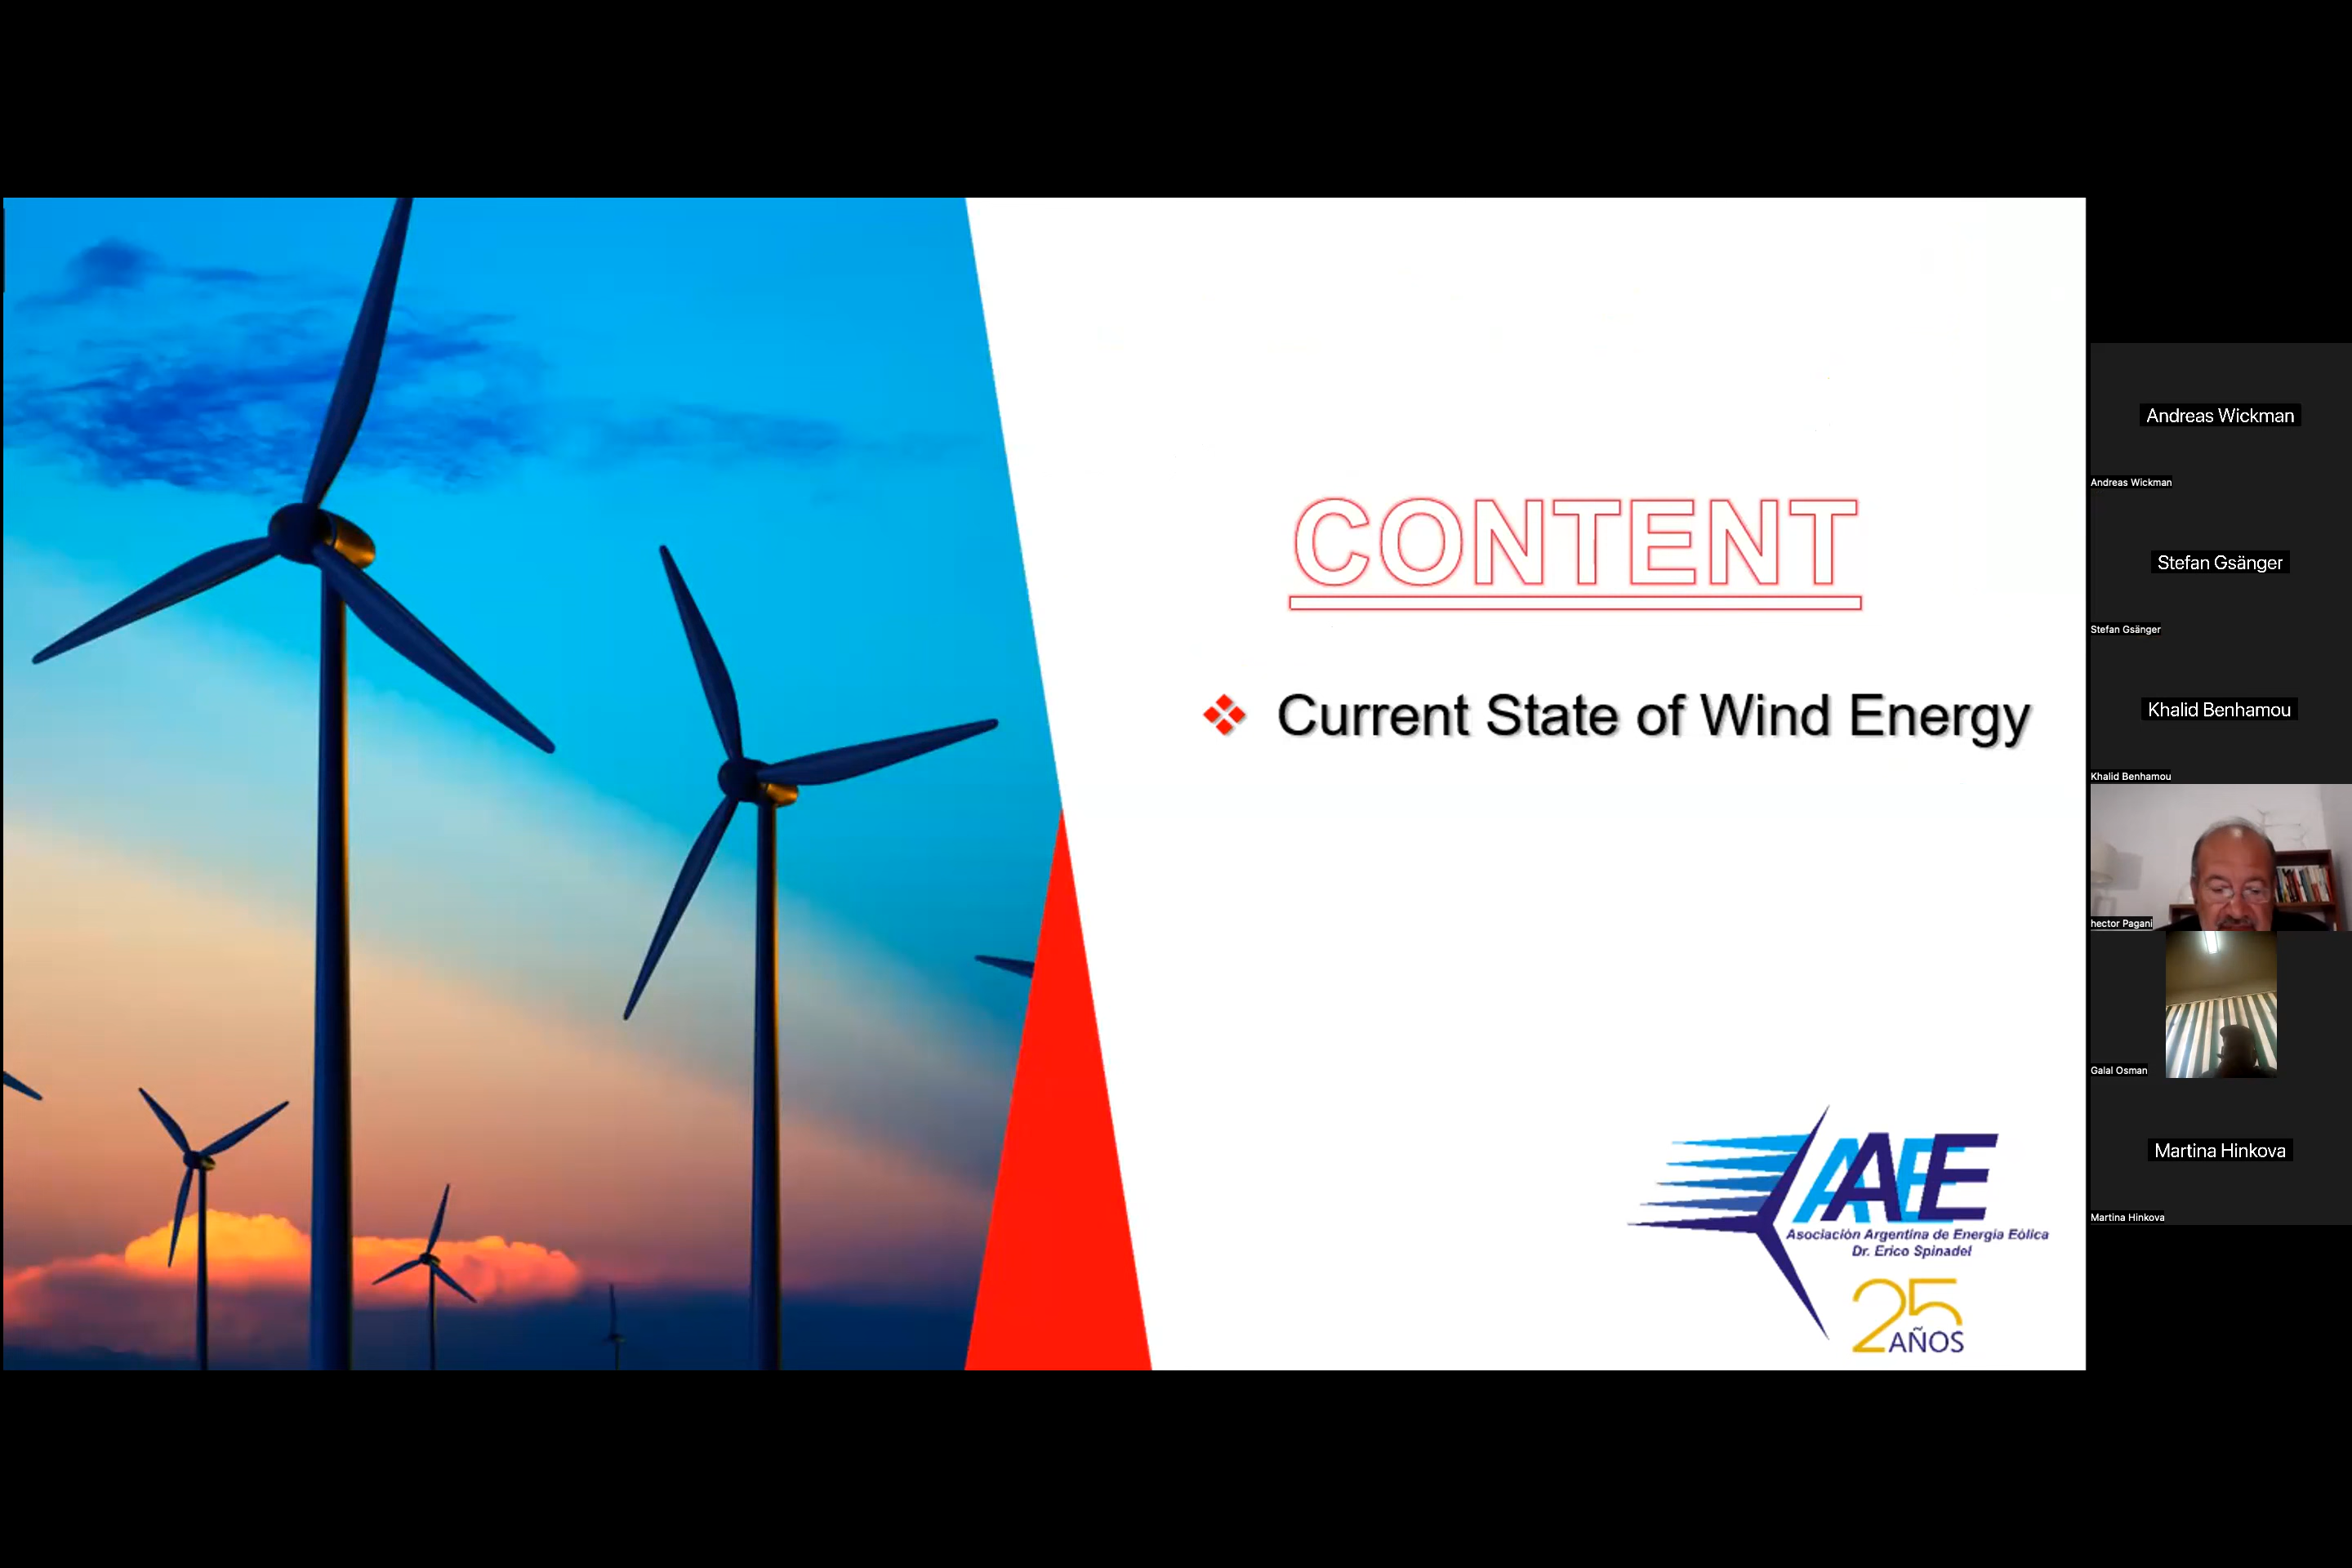 CONTENT
❖ Current State of Wind Energy
AAEE
Asociación Argentina de Energía Eólica
Dr. Erico Spinadel
25
AÑOS
Andreas Wickman
Andreas Wickman
Stefan Gsänger
Stefan Gsänger
Khalid Benhamou
Khalid Benhamou
hector Pagani
Galal Osman
Martina Hinkova
Martina Hinkova